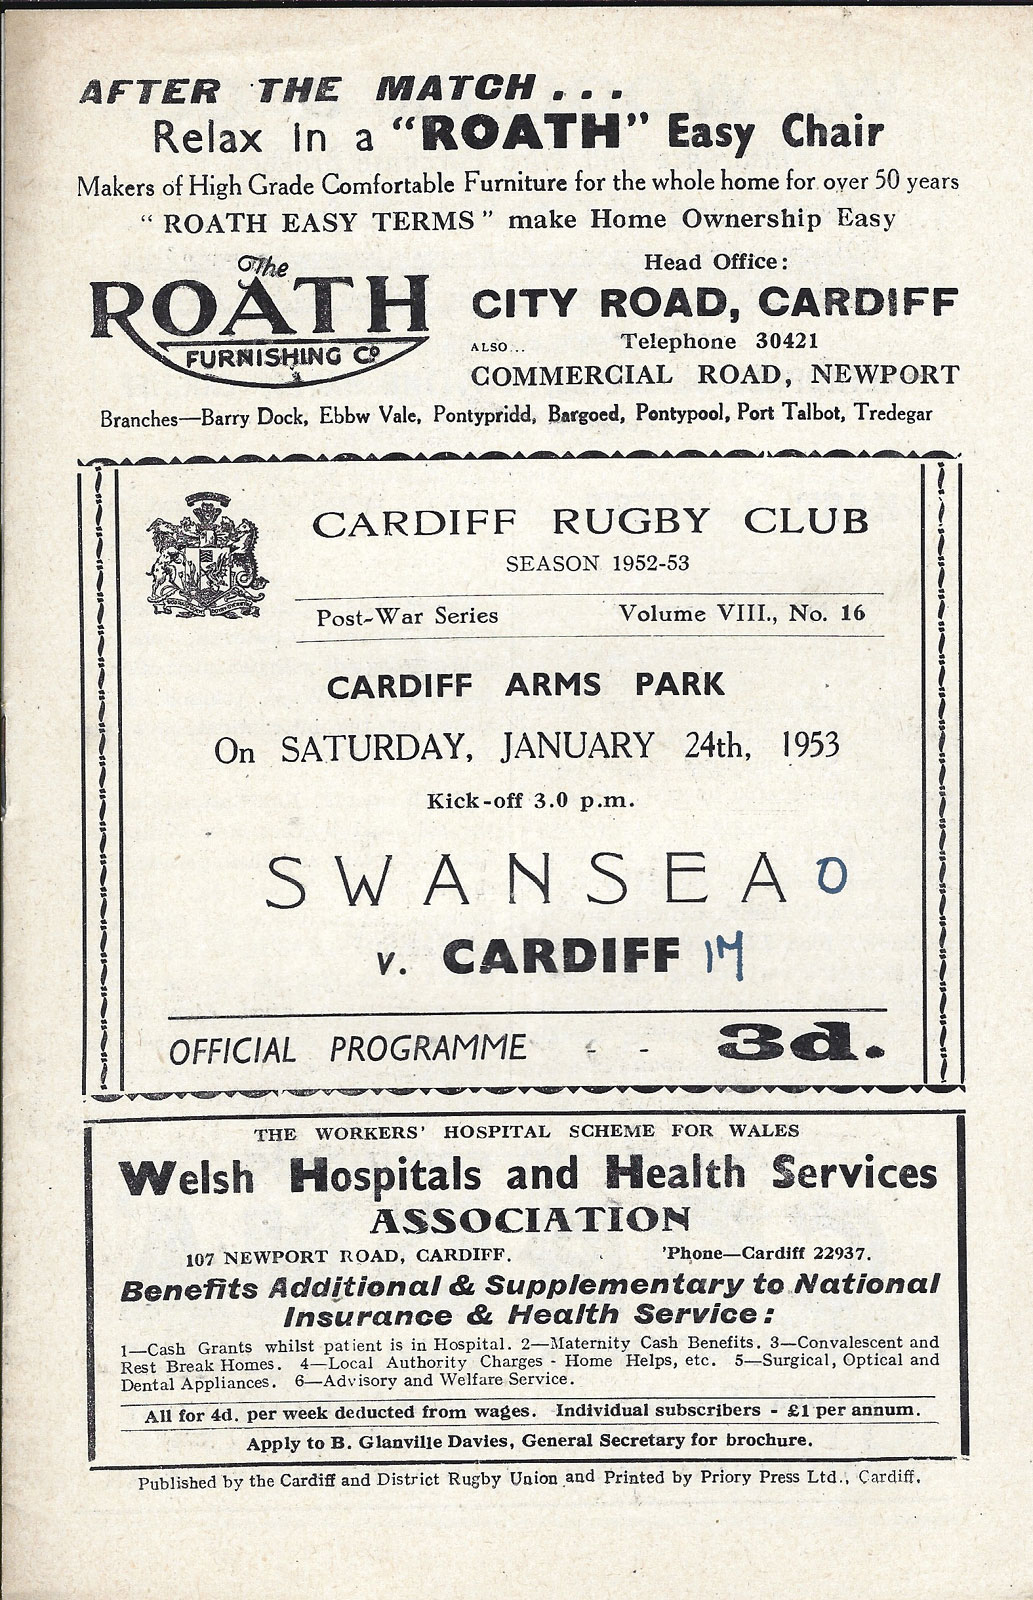 AFTER THE MATCH . . .
Relax in a "ROATH" Easy Chair
Makers of High Grade Comfortable Furniture for the whole home for over 50 years
"ROATH EASY TERMS" make Home Ownership Easy
The
ROATH
FURNISHING Co
Head Office:
CITY ROAD, CARDIFF
ALSO... Telephone 30421
COMMERCIAL ROAD, NEWPORT
Branches—Barry Dock, Ebbw Vale, Pontypridd, Bargoed, Pontypool, Port Talbot, Tredegar
CARDIFF RUGBY CLUB
SEASON 1952-53
Post-War Series Volume VIII., No. 16
CARDIFF ARMS PARK
On SATURDAY, JANUARY 24th, 1953
Kick-off 3.0 p.m.
SWANSEA 0
v. CARDIFF
OFFICIAL PROGRAMME - - 3d.
THE WORKERS' HOSPITAL SCHEME FOR WALES
Welsh Hospitals and Health Services
ASSOCIATION
107 NEWPORT ROAD, CARDIFF. 'Phone—Cardiff 22937.
Benefits Additional & Supplementary to National
Insurance & Health Service:
1—Cash Grants whilst patient is in Hospital. 2—Maternity Cash Benefits. 3—Convalescent and
Rest Break Homes. 4—Local Authority Charges - Home Helps, etc. 5—Surgical, Optical and
Dental Appliances. 6—Advisory and Welfare Service.
All for 4d. per week deducted from wages. Individual subscribers - £1 per annum.
Apply to B. Glanville Davies, General Secretary for brochure.
Published by the Cardiff and District Rugby Union and Printed by Priory Press Ltd., Cardiff.